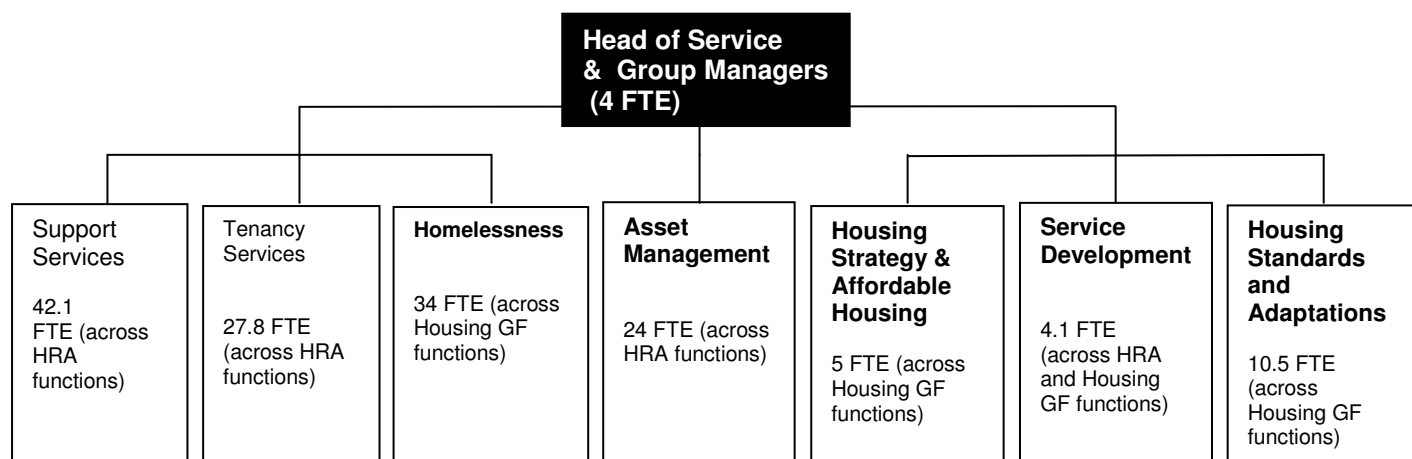 Head of Service
& Group Managers
(4 FTE)
Support
Services
42.1
FTE (across
HRA
functions)
Tenancy
Services
27.8 FTE
(across HRA
functions)
Homelessness
34 FTE (across
Housing GF
functions)
Asset
Management
24 FTE (across
HRA functions)
Housing
Strategy &
Affordable
Housing
5 FTE (across
Housing GF
functions)
Service
Development
4.1 FTE
(across HRA
and Housing
GF functions)
Housing
Standards
and
Adaptations
10.5 FTE
(across
Housing GF
functions)